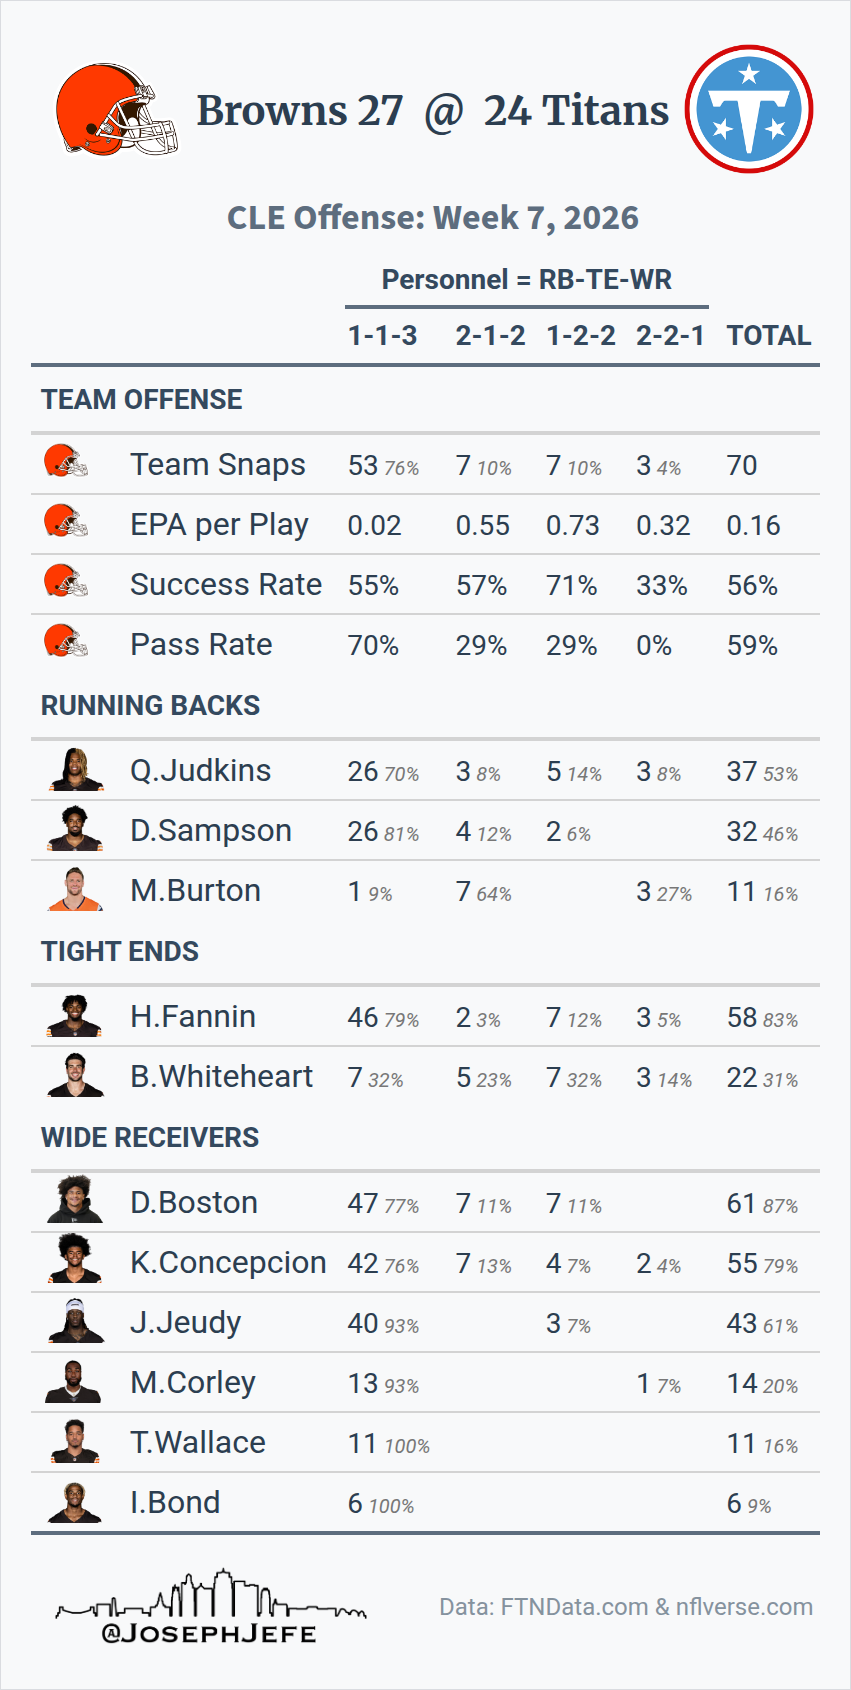 Browns 27 @ 24 Titans
CLE Offense: Week 7, 2026
Personnel = RB-TE-WR
1-1-3 2-1-2 1-2-2 2-2-1 TOTAL
TEAM OFFENSE
Team Snaps 53 76% 7 10% 7 10% 3 4% 70
EPA per Play 0.02 0.55 0.73 0.32 0.16
Success Rate 55% 57% 71% 33% 56%
Pass Rate 70% 29% 29% 0% 59%
RUNNING BACKS
Q.Judkins 26 70% 3 8% 5 14% 3 8% 37 53%
D.Sampson 26 81% 4 12% 2 6% 32 46%
M.Burton 1 9% 7 64% 3 27% 11 16%
TIGHT ENDS
H.Fannin 46 79% 2 3% 7 12% 3 5% 58 83%
B.Whiteheart 7 32% 5 23% 7 32% 3 14% 22 31%
WIDE RECEIVERS
D.Boston 47 77% 7 11% 7 11% 61 87%
K.Concepcion 42 76% 7 13% 4 7% 2 4% 55 79%
J.Jeudy 40 93% 3 7% 43 61%
M.Corley 13 93% 1 7% 14 20%
T.Wallace 11 100% 11 16%
I.Bond 6 100% 6 9%
@JosephJefe
Data: FTNData.com & nflverse.com